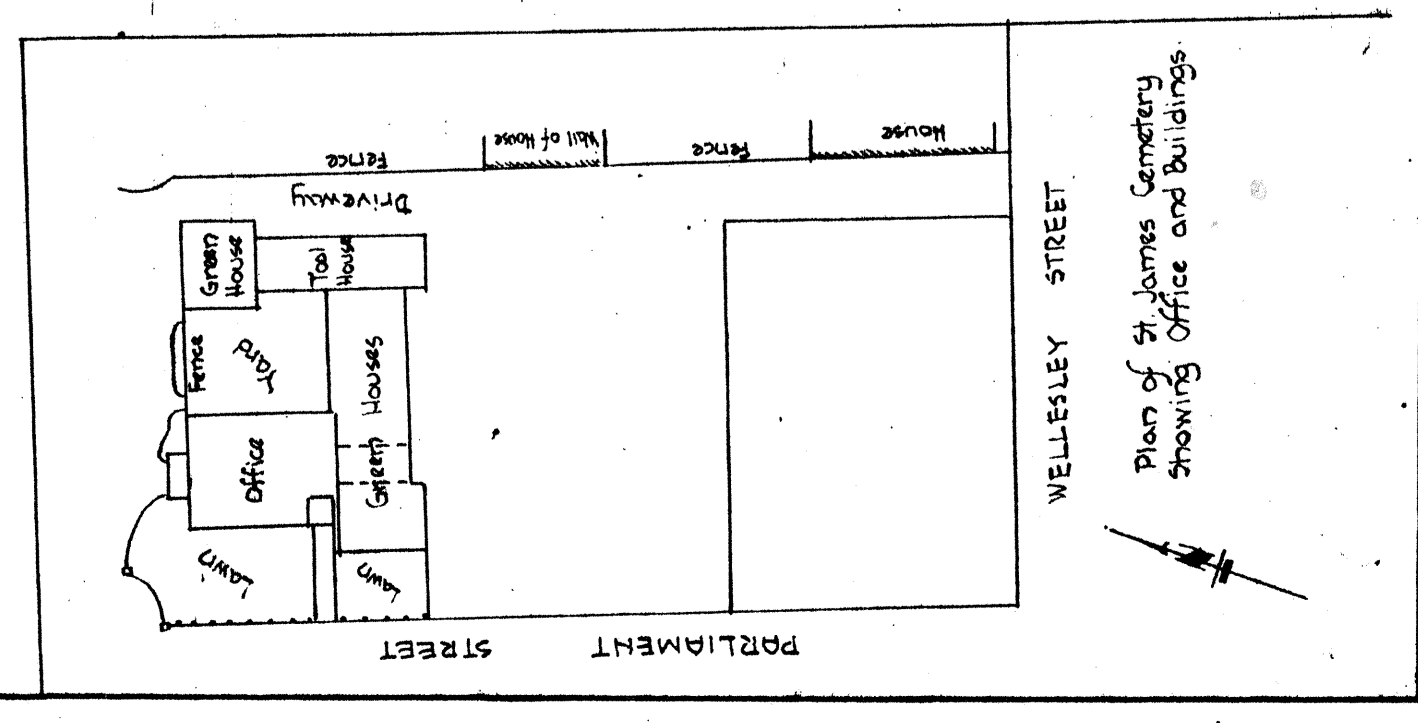 Plan of St. James Cemetery
Showing Office and Buildings.
WELLESLEY STREET
PARLIAMENT STREET
House
Fence
Wall of House
Fence
Driveway
Green
House
Tool
House
Fence
Yard
Green Houses
Office
Lawn
Lawn